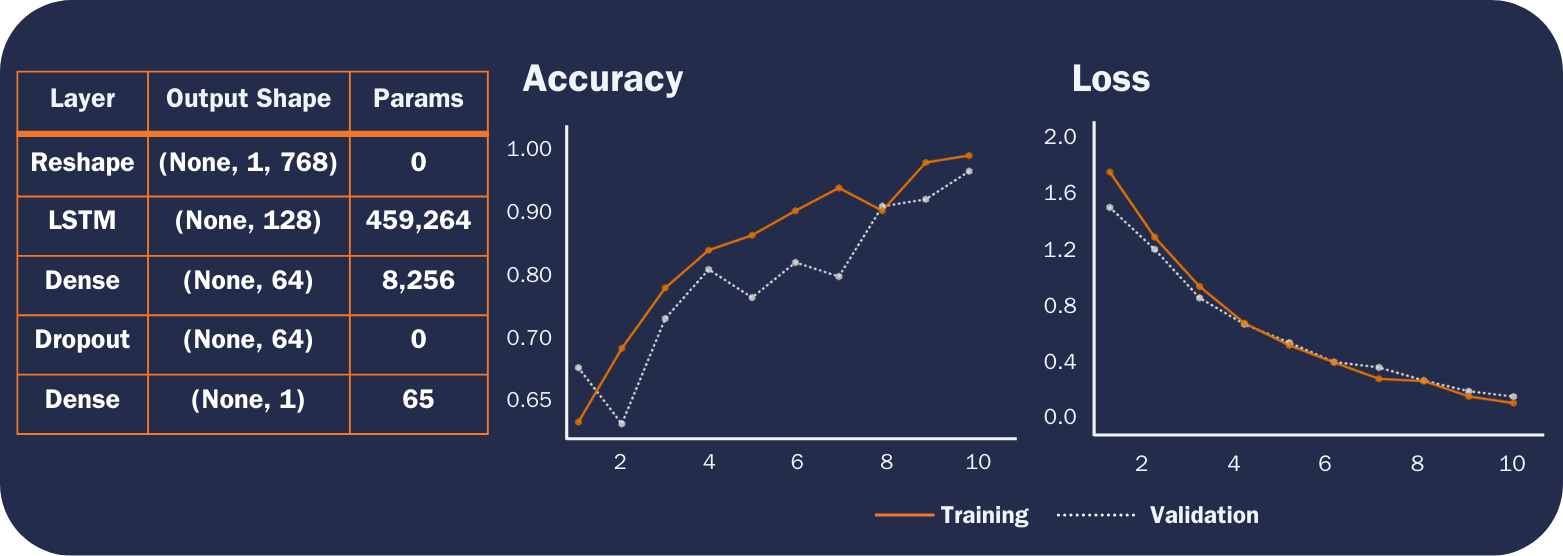 Layer Output Shape Params
Reshape (None, 1, 768) 0
LSTM (None, 128) 459,264
Dense (None, 64) 8,256
Dropout (None, 64) 0
Dense (None, 1) 65
Accuracy
1.00
0.90
0.80
0.70
0.65
2 4 6 8 10
Loss
2.0
1.6
1.2
0.8
0.4
0.0
2 4 6 8 10
Training Validation